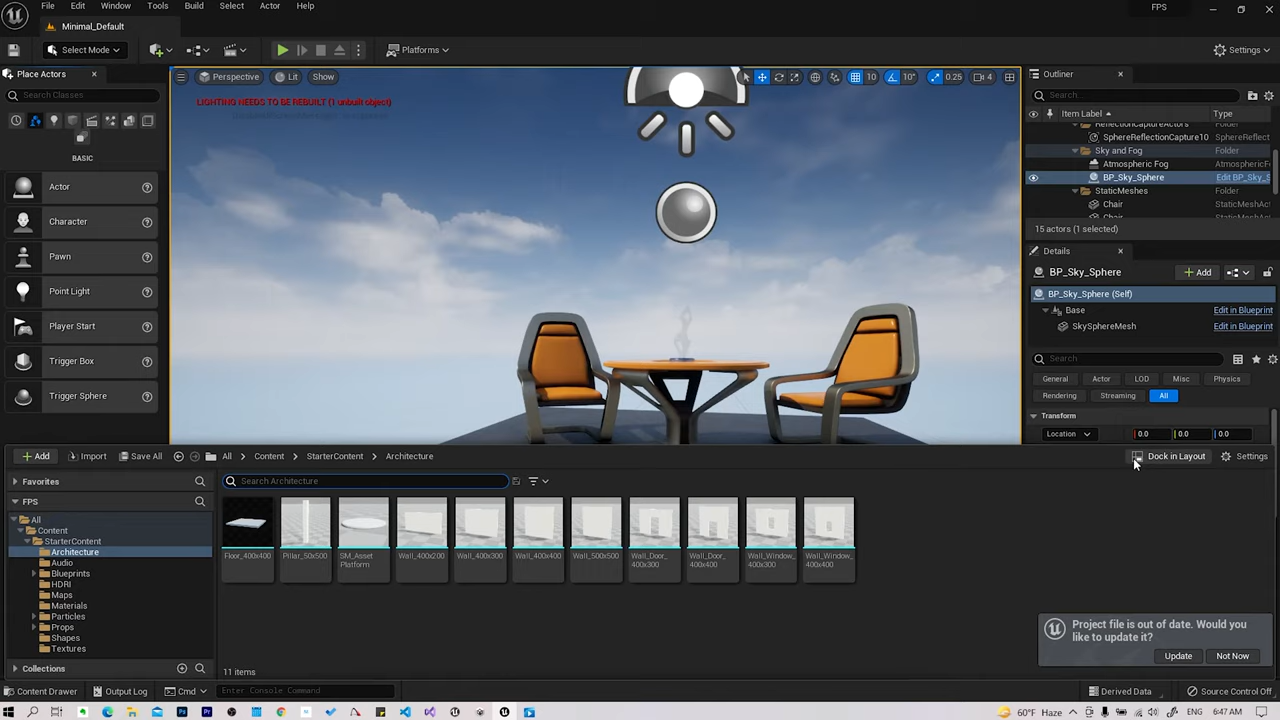 File Edit Window Tools Build Select Actor Help
FPS
Minimal_Default
Select Mode
Platforms
Settings
Place Actors
Search Classes
BASIC
Actor
Character
Pawn
Point Light
Player Start
Trigger Box
Trigger Sphere
Perspective Lit Show
10 10° 0.25 4
LIGHTING NEEDS TO BE REBUILT (1 unbuilt object)
Outliner
Search...
Item Label Type
ReflectionCaptureActors Folder
SphereReflectionCapture10 SphereReflect
Sky and Fog Folder
Atmospheric Fog AtmosphericF
BP_Sky_Sphere Edit BP_Sky_S
StaticMeshes Folder
Chair StaticMeshAct
Chair StaticMeshAct
15 actors (1 selected)
Details
BP_Sky_Sphere
Add
BP_Sky_Sphere (Self)
Base Edit in Blueprint
SkySphereMesh Edit in Blueprint
Search
General Actor LOD Misc Physics
Rendering Streaming All
Transform
Location 0.0 0.0 0.0
Add Import Save All All Content StarterContent Architecture
Dock in Layout Settings
Favorites
FPS
All
Content
StarterContent
Architecture
Audio
Blueprints
HDRI
Maps
Materials
Particles
Props
Shapes
Textures
Collections
Search Architecture
Floor_400x400
Pillar_50x500
SM_Asset
Platform
Wall_400x200
Wall_400x300
Wall_400x400
Wall_500x500
Wall_Door_
400x300
Wall_Door_
400x400
Wall_Window_
400x300
Wall_Window_
400x400
11 items
Project file is out of date. Would you
like to update it?
Update Not Now
Content Drawer Output Log Cmd Enter Console Command
Derived Data Source Control Off
60°F Haze 6:47 AM